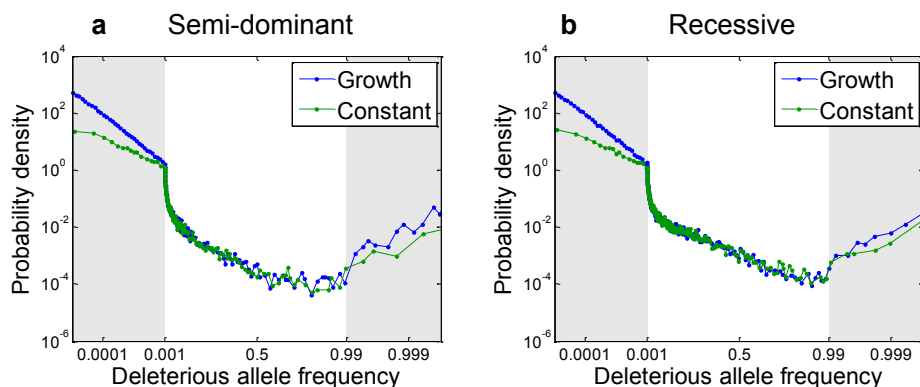 a Semi-dominant
Probability density
10^4
10^2
10^0
10^-2
10^-4
10^-6
Growth
Constant
0.0001 0.001 0.5 0.99 0.999
Deleterious allele frequency
b Recessive
Probability density
10^4
10^2
10^0
10^-2
10^-4
10^-6
Growth
Constant
0.0001 0.001 0.5 0.99 0.999
Deleterious allele frequency